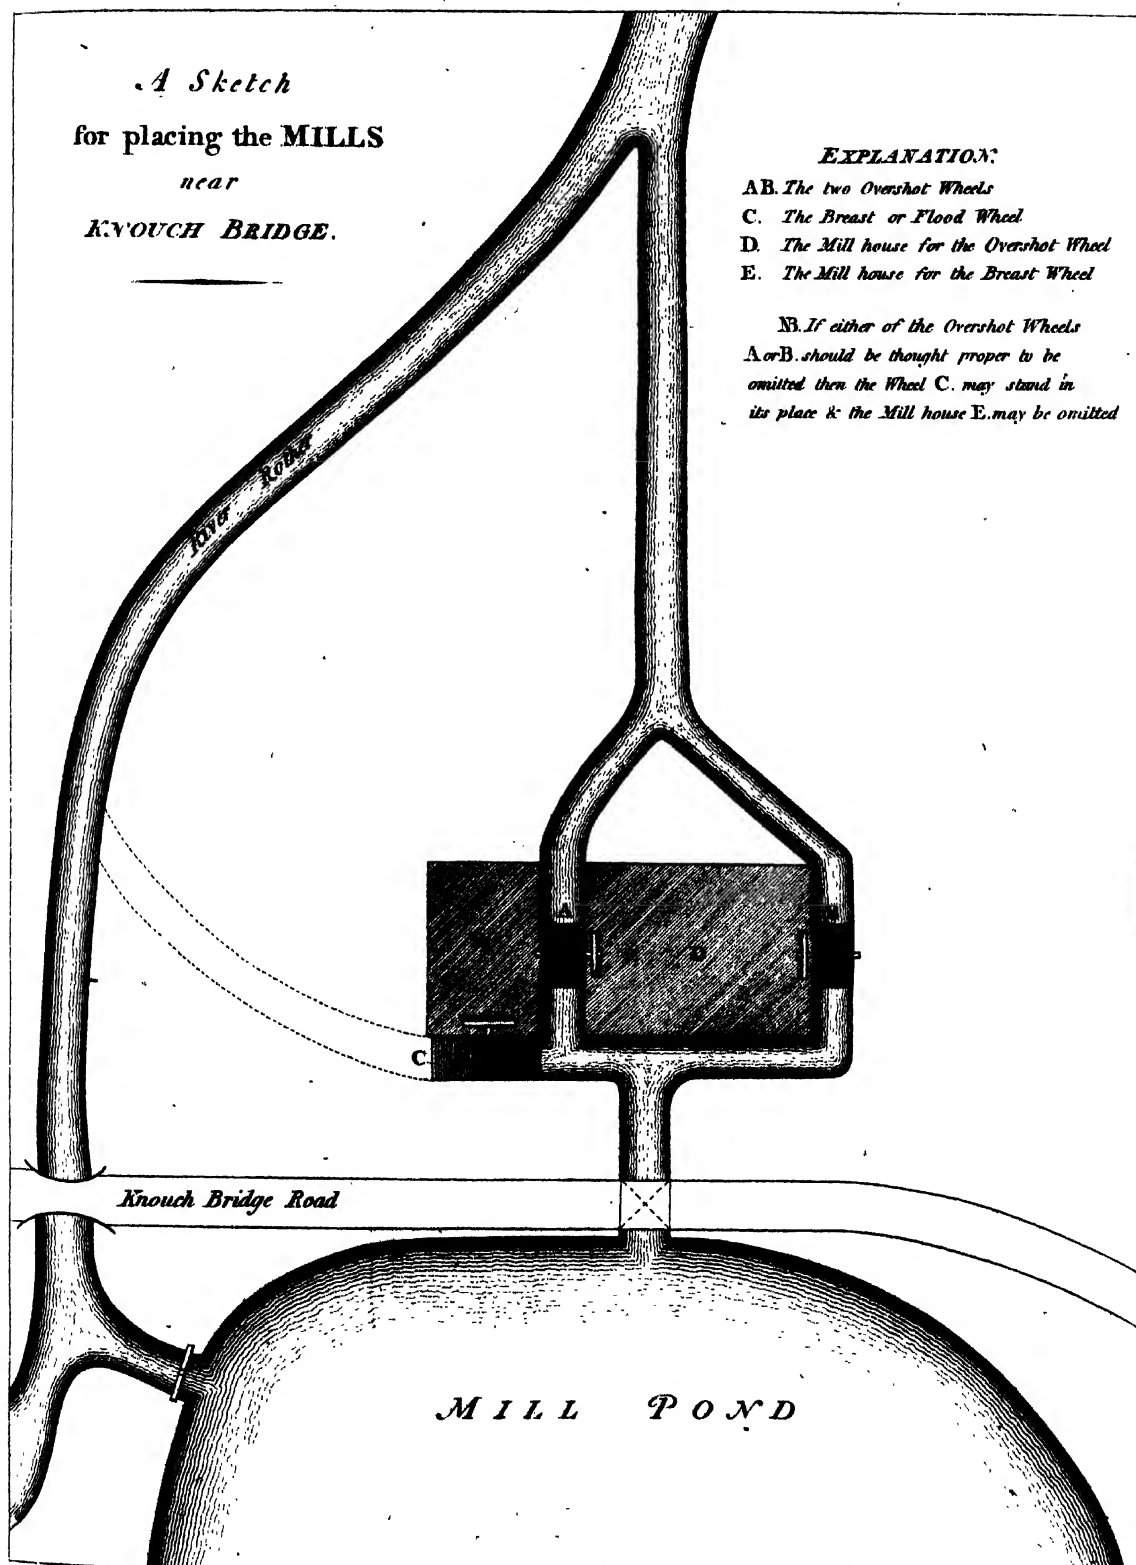 A Sketch
for placing the MILLS
near
KNOUCH BRIDGE.
EXPLANATION.
AB. The two Overshot Wheels
C. The Breast or Flood Wheel
D. The Mill house for the Overshot Wheel
E. The Mill house for the Breast Wheel
NB. If either of the Overshot Wheels
A or B. should be thought proper to be
omitted then the Wheel C. may stand in
its place & the Mill house E. may be omitted
River Rother
A
D
C
Knouch Bridge Road
MILL POND